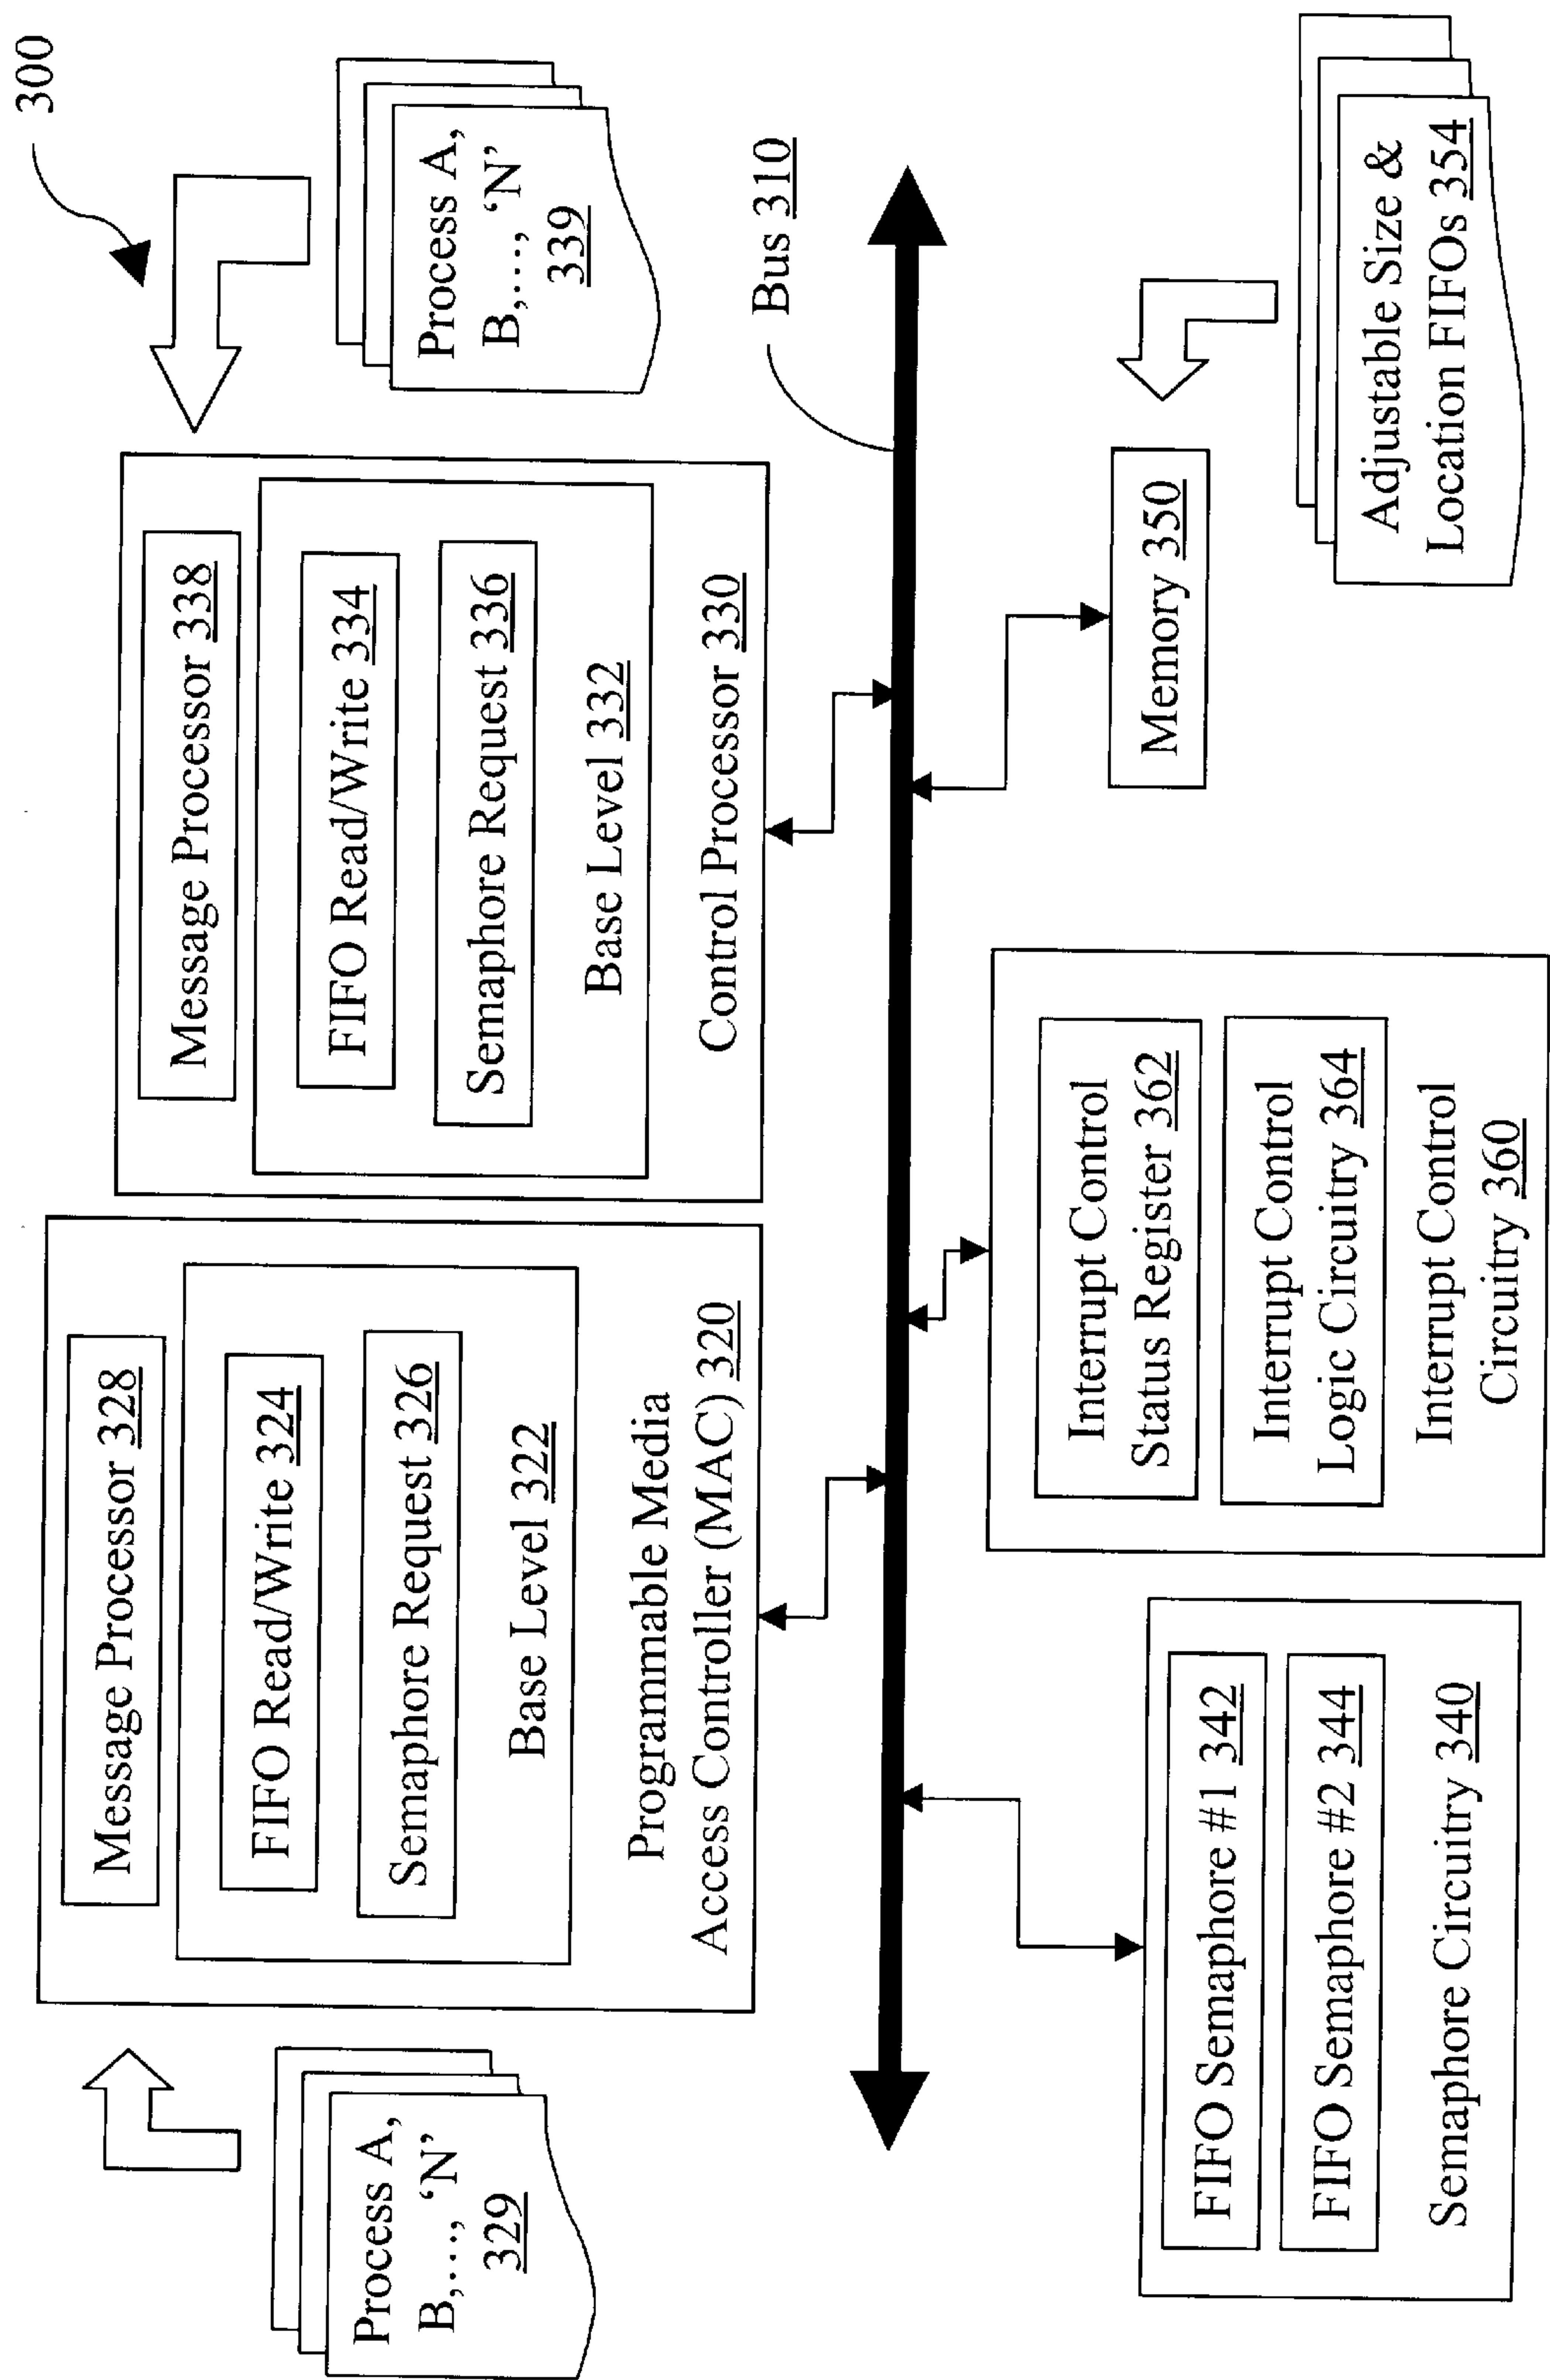 300
Process A,
B,..., ‘N’
329
Message Processor 328
FIFO Read/Write 324
Semaphore Request 326
Base Level 322
Programmable Media
Access Controller (MAC) 320
Message Processor 338
FIFO Read/Write 334
Semaphore Request 336
Base Level 332
Control Processor 330
Process A,
B,..., ‘N’
339
Bus 310
FIFO Semaphore #1 342
FIFO Semaphore #2 344
Semaphore Circuitry 340
Interrupt Control
Status Register 362
Interrupt Control
Logic Circuitry 364
Interrupt Control
Circuitry 360
Memory 350
Adjustable Size &
Location FIFOs 354